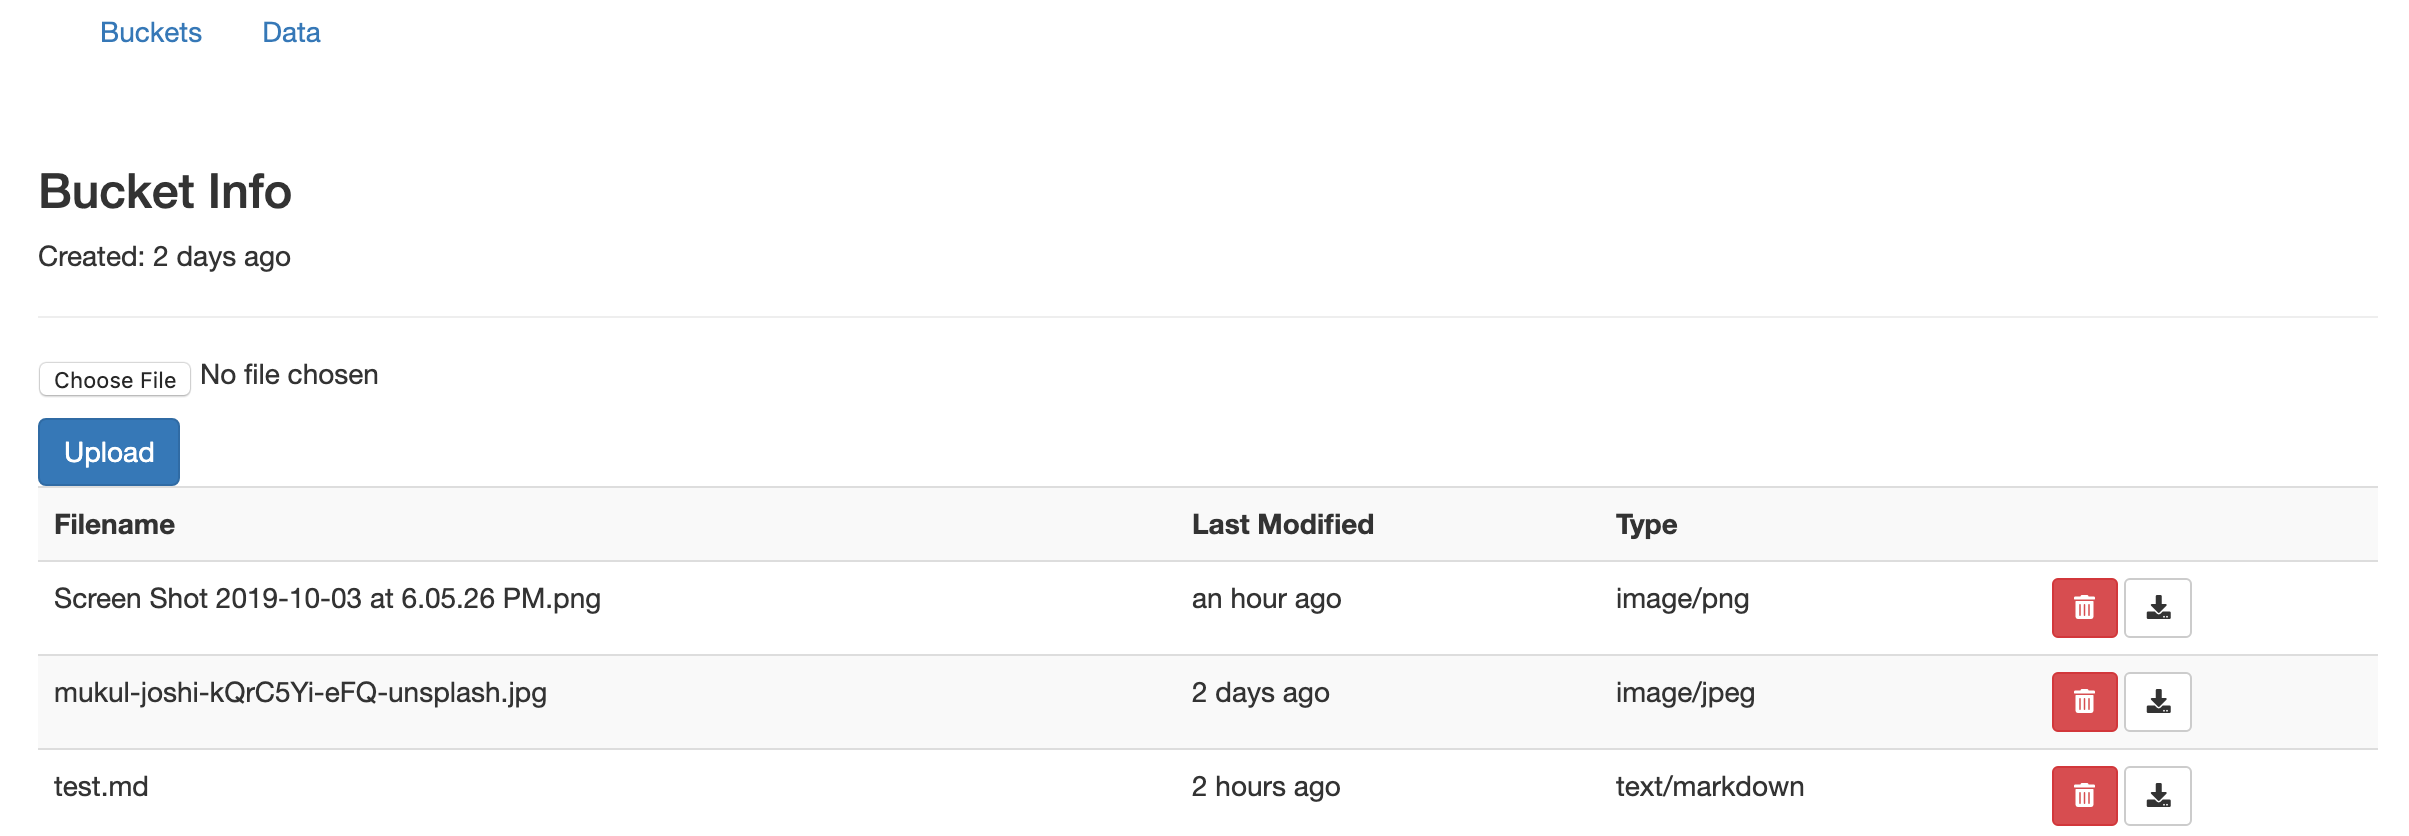 Buckets Data
Bucket Info
Created: 2 days ago
Choose File No file chosen
Upload
Filename Last Modified Type
Screen Shot 2019-10-03 at 6.05.26 PM.png an hour ago image/png
mukul-joshi-kQrC5Yi-eFQ-unsplash.jpg 2 days ago image/jpeg
test.md 2 hours ago text/markdown